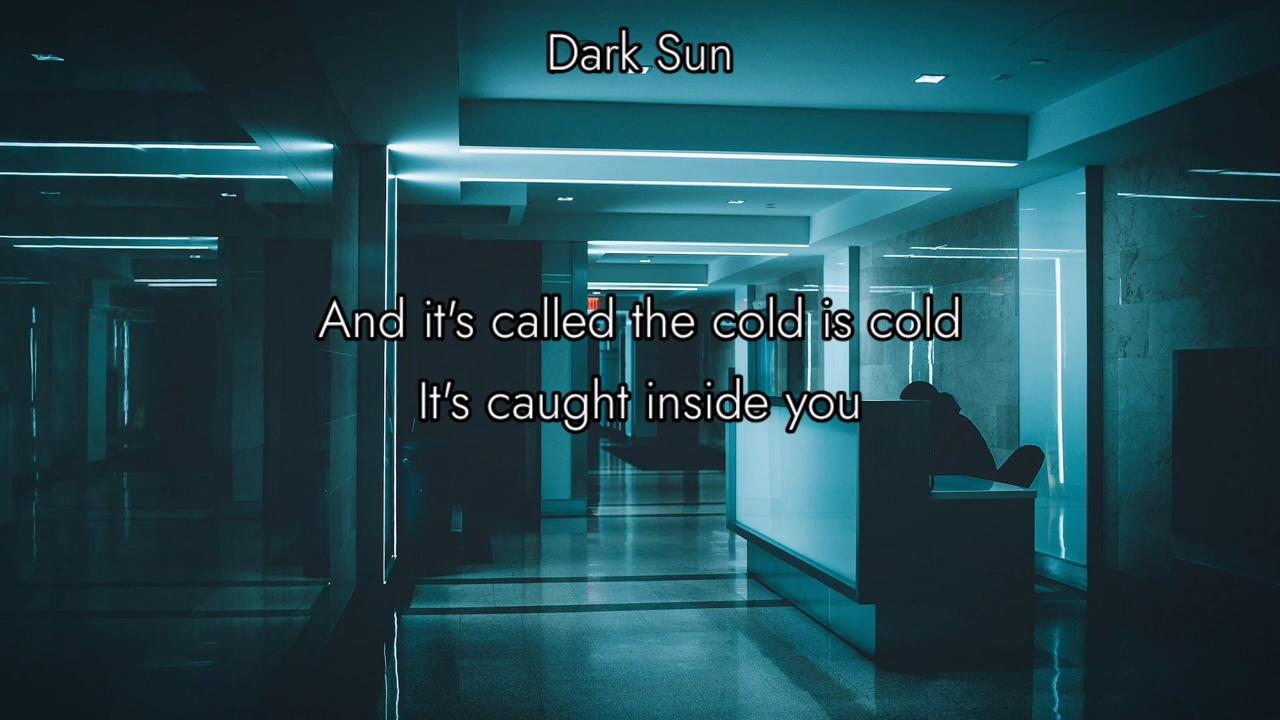 Dark Sun
And it's called the cold is cold
It's caught inside you